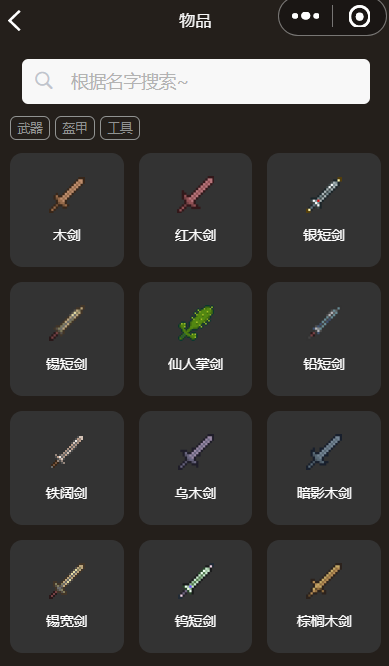 物品
根据名字搜索~
武器 盔甲 工具
木剑 红木剑 银短剑
锡短剑 仙人掌剑 铅短剑
铁阔剑 乌木剑 暗影木剑
锡宽剑 钨短剑 棕榈木剑